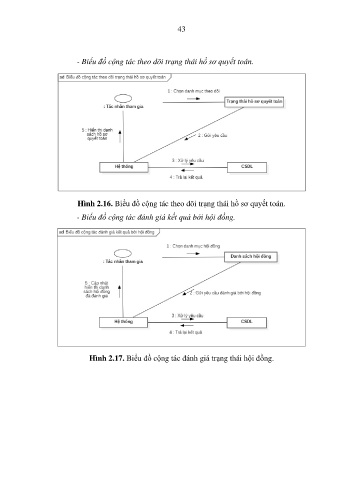 43
- Biểu đồ cộng tác theo dõi trạng thái hồ sơ quyết toán.
sd Biểu đồ cộng tác theo dõi trạng thái hồ sơ quyết toán
1 : Chọn danh mục theo dõi
: Tác nhân tham gia
Trạng thái hồ sơ quyết toán
5 : Hiển thị danh
sách hồ sơ
quyết toán
2 : Gửi yêu cầu
3 : Xử lý yêu cầu
Hệ thống
CSDL
4 : Trả lại kết quả
Hình 2.16. Biểu đồ cộng tác theo dõi trạng thái hồ sơ quyết toán.
- Biểu đồ cộng tác đánh giá kết quả bởi hội đồng.
sd Biểu đồ cộng tác đánh giá kết quả bởi hội đồng
1 : Chọn danh mục hội đồng
: Tác nhân tham gia
Danh sách hội đồng
5 : Cập nhật
hiển thị danh
sách hội đồng
đã đánh giá
2 : Gửi yêu cầu đánh giá bởi hội đồng
3 : Xử lý yêu cầu
Hệ thống
CSDL
4 : Trả lại kết quả
Hình 2.17. Biểu đồ cộng tác đánh giá trạng thái hội đồng.